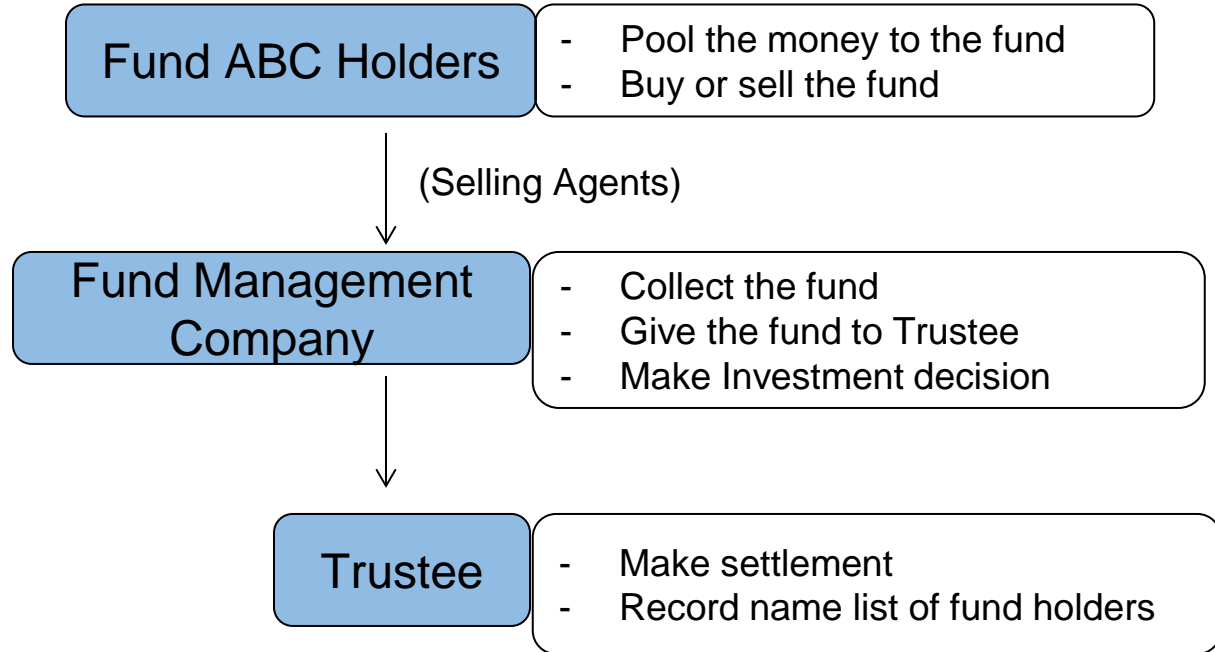 Fund ABC Holders
- Pool the money to the fund
- Buy or sell the fund
(Selling Agents)
Fund Management
Company
- Collect the fund
- Give the fund to Trustee
- Make Investment decision
Trustee
- Make settlement
- Record name list of fund holders